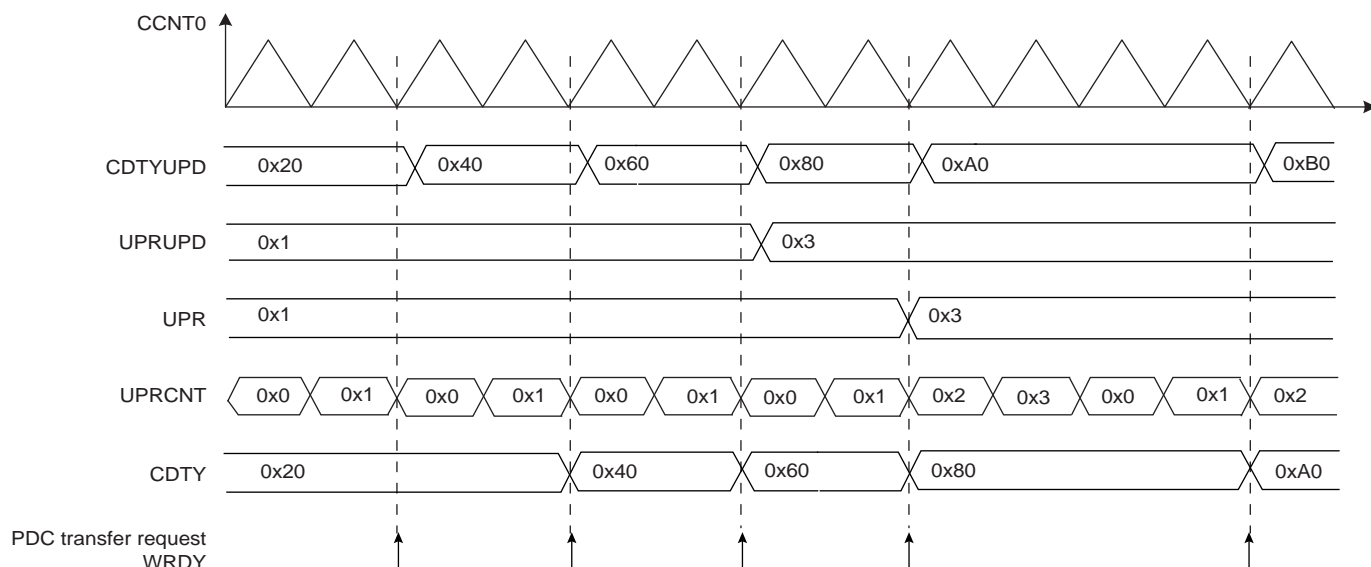 CCNT0
CDTYUPD 0x20 0x40 0x60 0x80 0xA0 0xB0
UPRUPD 0x1 0x3
UPR 0x1 0x3
UPRCNT 0x0 0x1 0x0 0x1 0x0 0x1 0x0 0x1 0x2 0x3 0x0 0x1 0x2
CDTY 0x20 0x40 0x60 0x80 0xA0
PDC transfer request
WRDY